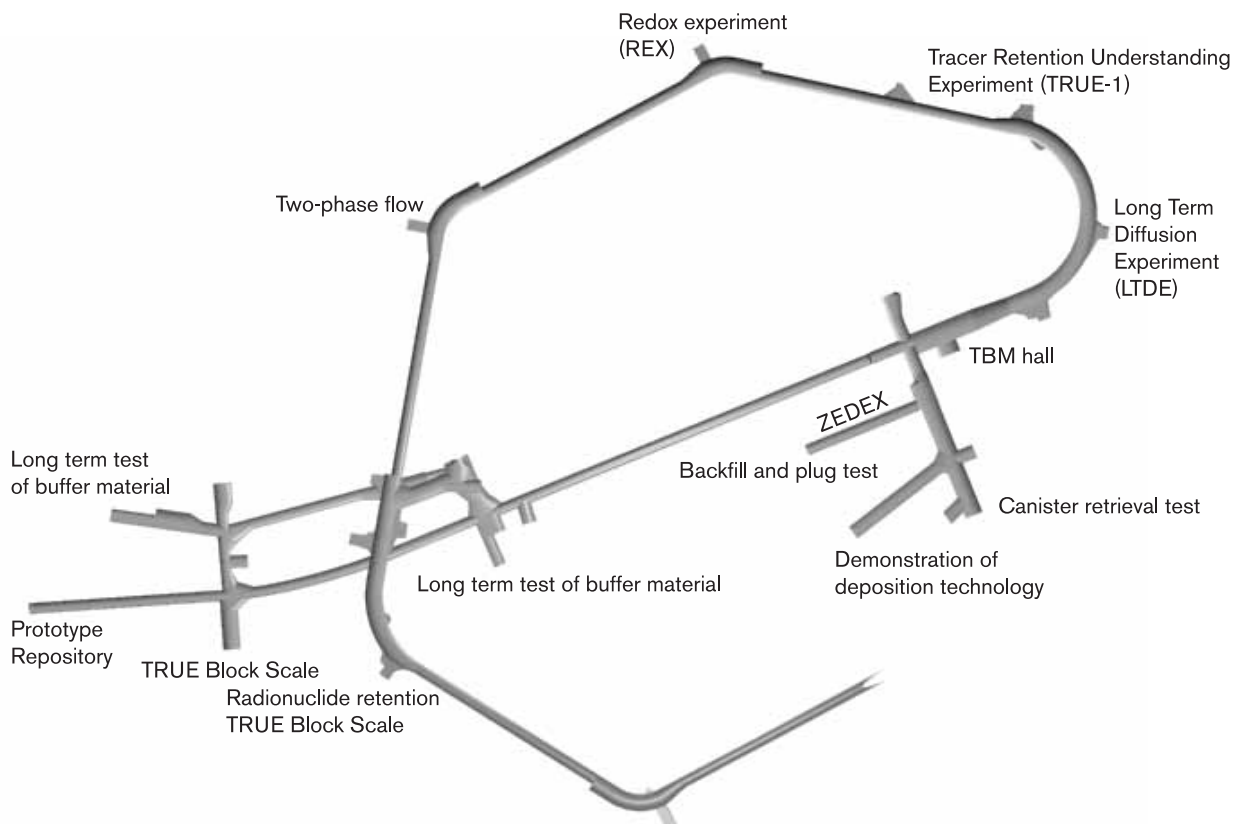 Redox experiment
(REX)
Tracer Retention Understanding
Experiment (TRUE-1)
Two-phase flow
Long Term
Diffusion
Experiment
(LTDE)
TBM hall
ZEDEX
Backfill and plug test
Long term test
of buffer material
Canister retrieval test
Demonstration of
deposition technology
Long term test of buffer material
Prototype
Repository
TRUE Block Scale
Radionuclide retention
TRUE Block Scale